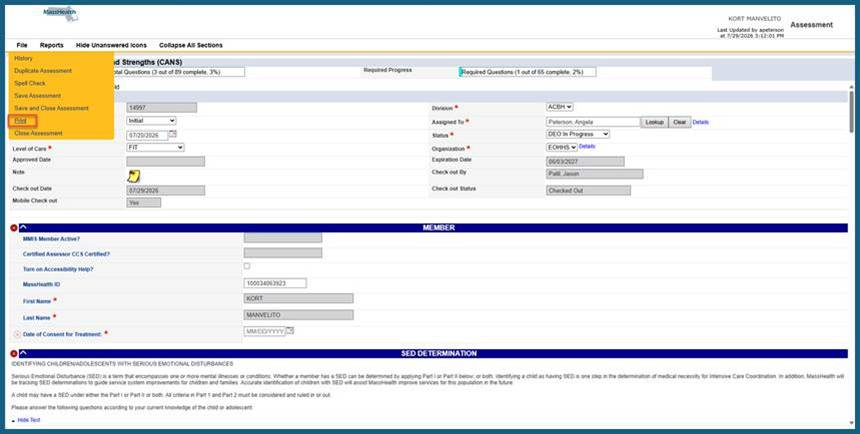 MassHealth
KORT MANVELITO
Assessment
Last Updated by apeterson
at 7/29/2026 3:12:01 PM
File Reports Hide Unanswered Icons Collapse All Sections
History
Duplicate Assessment
Spell Check
Save Assessment
Save and Close Assessment
Print
Close Assessment
nd Strengths (CANS)
otal Questions (3 out of 89 complete, 3%) Required Progress Required Questions (1 out of 65 complete, 2%)
14997 Division * ACBH
Initial Assigned To * Peterson, Angela Lookup Clear Details
07/20/2026 Status * DEO In Progress
Level of Care * FIT Organization * EOHHS Details
Approved Date Expiration Date 06/03/2027
Note Check out By Patil, Jason
Check out Date 07/29/2026 Check out Status Checked Out
Mobile Check out Yes
MEMBER
MMIS Member Active?
Certified Assessor CCS Certified?
Turn on Accessibility Help?
MassHealth ID 100034063923
First Name * KORT
Last Name * MANVELITO
Date of Consent for Treatment: * MM/DD/YYYY
SED DETERMINATION
IDENTIFYING CHILDREN/ADOLESCENTS WITH SERIOUS EMOTIONAL DISTURBANCES
Serious Emotional Disturbance (SED) is a term that encompasses one or more mental illnesses or conditions. Whether a member has a SED can be determined by applying Part I or Part II below, or both. Identifying a child as having SED is one step in the determination of medical necessity for Intensive Care Coordination. In addition, MassHealth will
be tracking SED determinations to guide service system improvements for children and families. Accurate identification of children with SED will assist MassHealth improve services for this population in the future.
A child may have a SED under either the Part I or Part II or both. All criteria in Part 1 and Part 2 must be considered and ruled in or out.
Please answer the following questions according to your current knowledge of the child or adolescent:
Hide Text